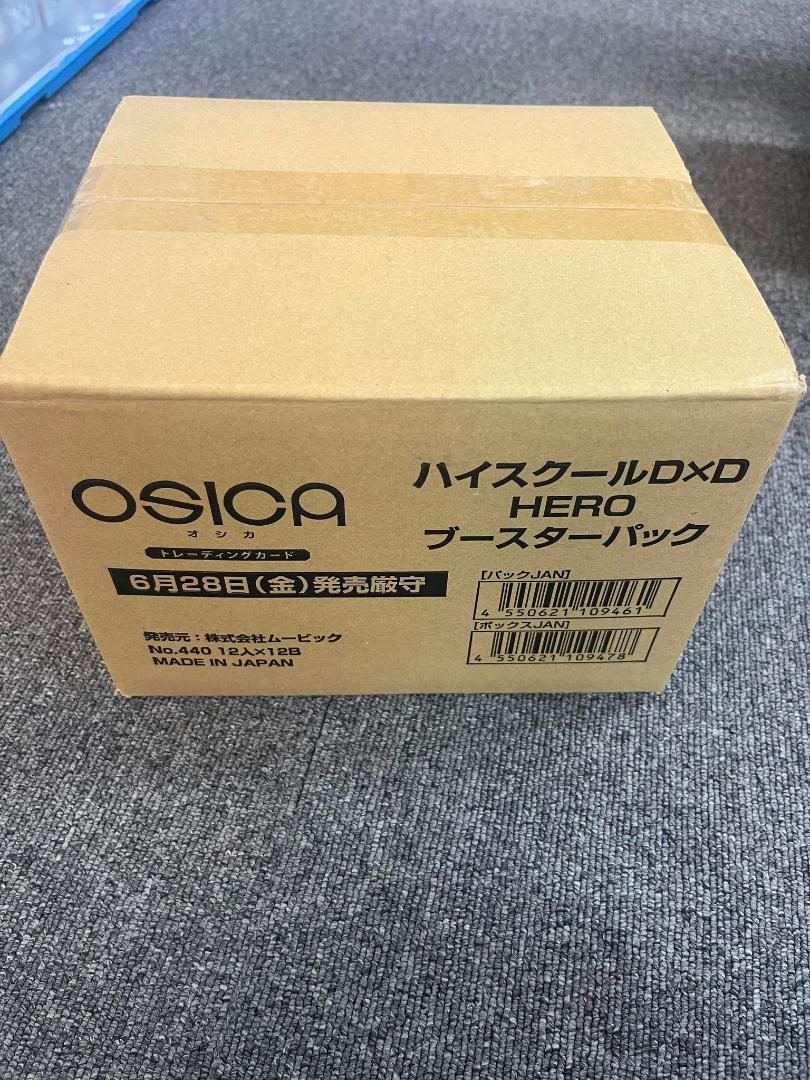 OSICA
オシカ
トレーディングカード
6月28日(金)発売厳守
発売元:株式会社ムービック
No.440 12入×12B
MADE IN JAPAN
ハイスクールD×D
HERO
ブースターパック
[パックJAN]
4 550621 109461
[ボックスJAN]
4 550621 109478